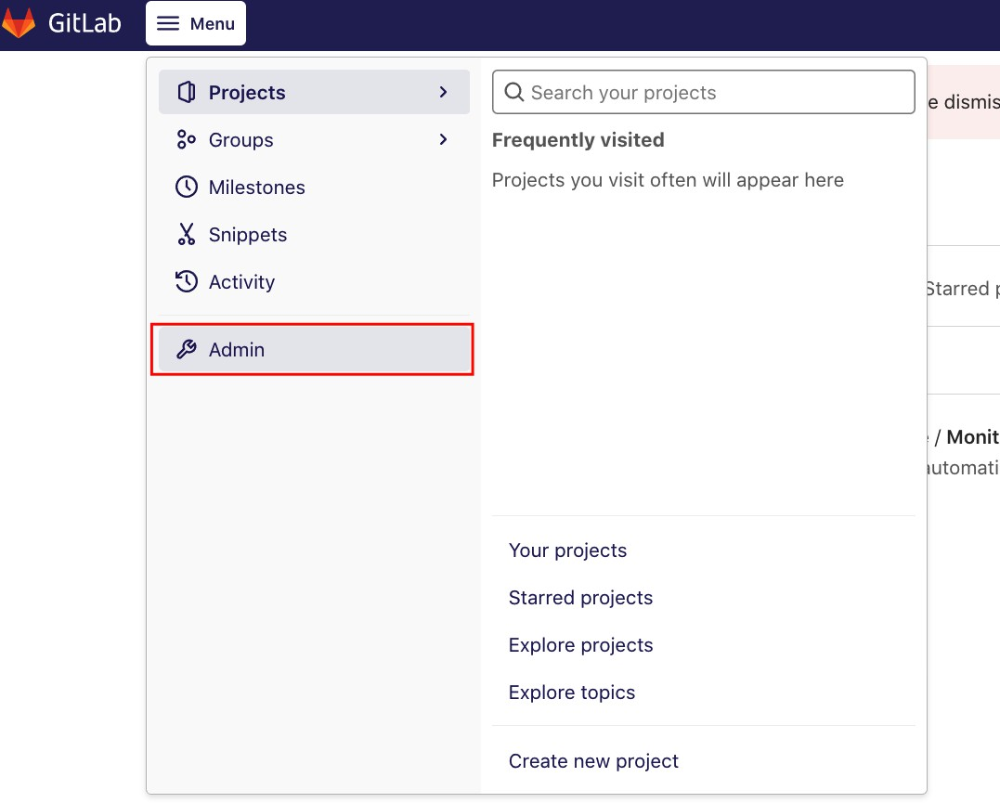 GitLab
Menu
Projects
Groups
Milestones
Snippets
Activity
Admin
Search your projects
Frequently visited
Projects you visit often will appear here
Your projects
Starred projects
Explore projects
Explore topics
Create new project
e dismis
Starred p
/ Monit
automati